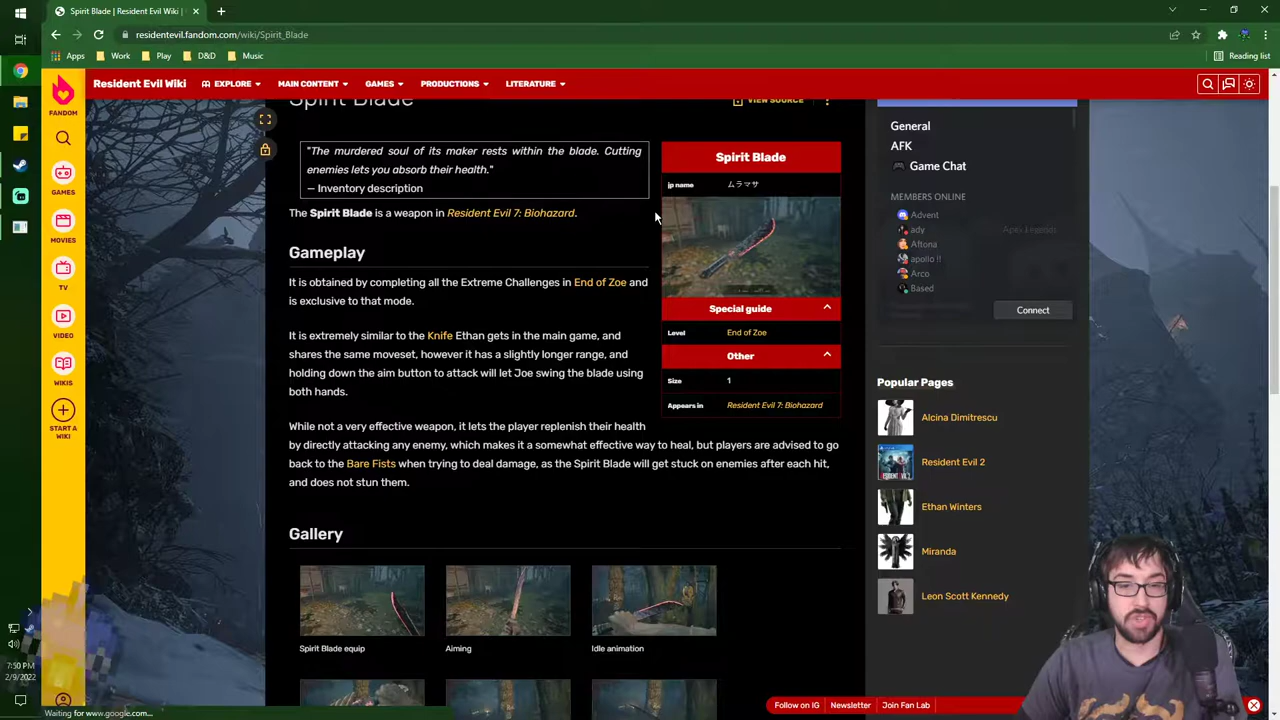 Spirit Blade | Resident Evil
residentevil.fandom.com/wiki/Spirit_Blade
Apps
Work
Play
D&D
Music
Reading list
FANDOM
GAMES
MOVIES
TV
VIDEO
WIKIS
START A WIKI
Resident Evil Wiki
EXPLORE
MAIN CONTENT
GAMES
PRODUCTIONS
LITERATURE
Spirit Blade
VIEW SOURCE
"The murdered soul of its maker rests within the blade. Cutting
enemies lets you absorb their health."
— Inventory description
The Spirit Blade is a weapon in Resident Evil 7: Biohazard.
Gameplay
It is obtained by completing all the Extreme Challenges in End of Zoe and
is exclusive to that mode.
It is extremely similar to the Knife Ethan gets in the main game, and
shares the same moveset, however it has a slightly longer range, and
holding down the aim button to attack will let Joe swing the blade using
both hands.
While not a very effective weapon, it lets the player replenish their health
by directly attacking any enemy, which makes it a somewhat effective way to heal, but players are advised to go
back to the Bare Fists when trying to deal damage, as the Spirit Blade will get stuck on enemies after each hit,
and does not stun them.
Gallery
Spirit Blade equip
Aiming
Idle animation
Spirit Blade
jp name ムラマサ
Special guide
Level End of Zoe
Other
Size 1
Appears in Resident Evil 7: Biohazard
General
AFK
Game Chat
MEMBERS ONLINE
Advent
ady
Apex Legends
Aftona
apollo !!
Arco
Based
Connect
Popular Pages
Alcina Dimitrescu
Resident Evil 2
Ethan Winters
Miranda
Leon Scott Kennedy
Follow on IG
Newsletter
Join Fan Lab
7:50 PM
2/9/2022
Waiting for www.google.com...